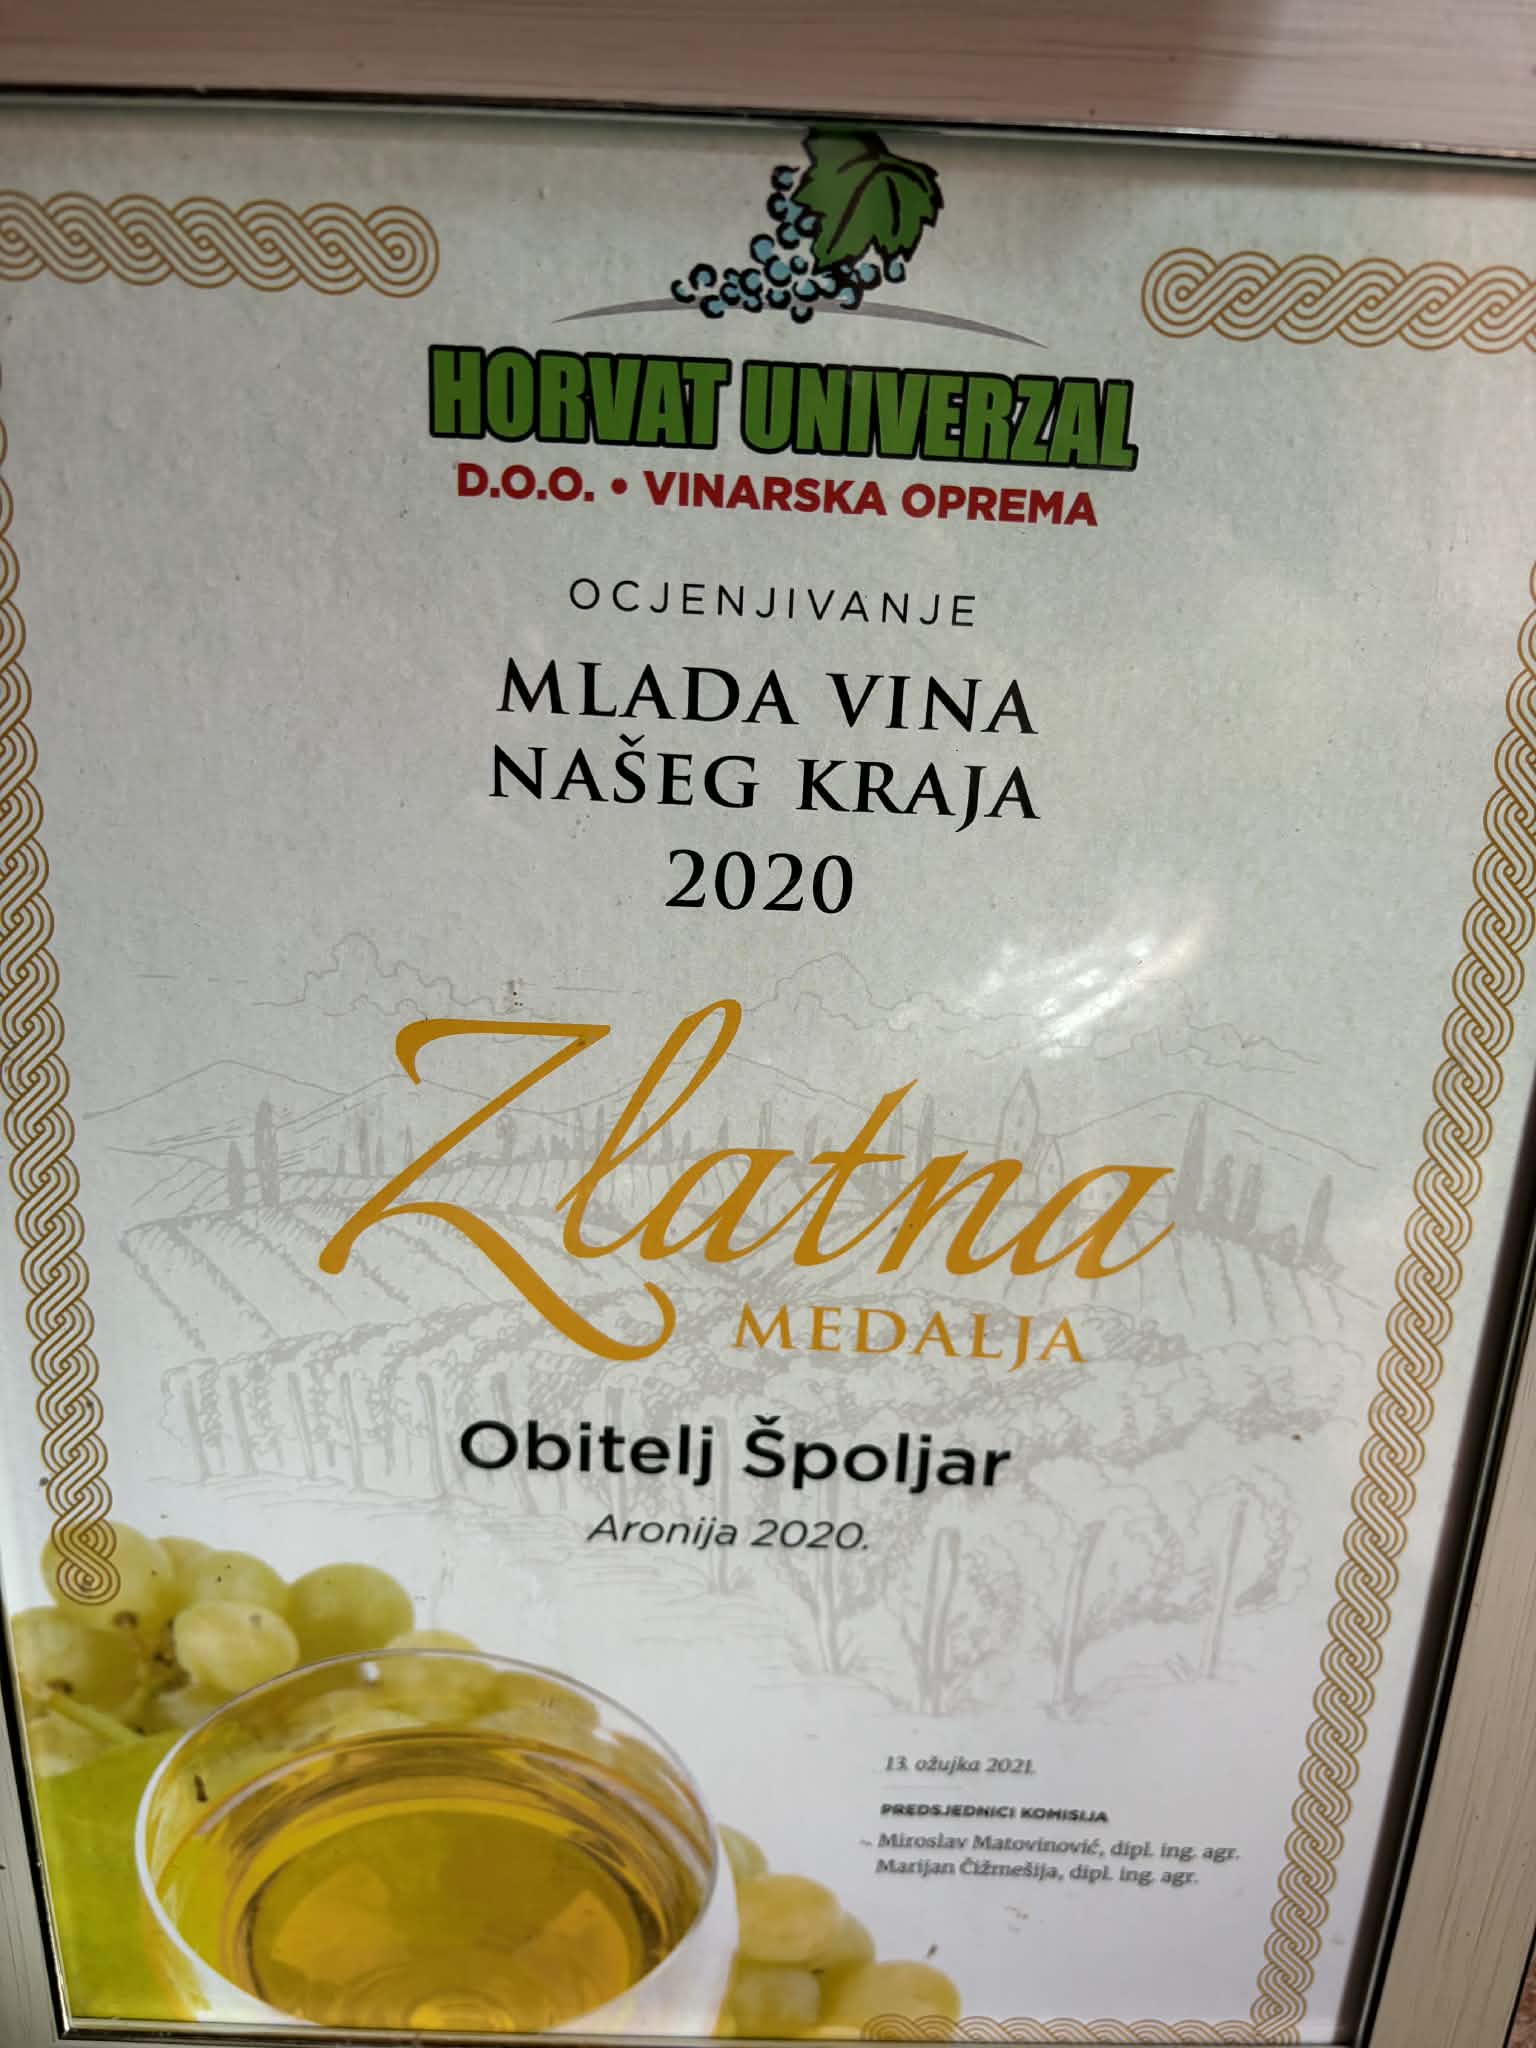 HORVAT UNIVERZAL
D.O.O. • VINARSKA OPREMA
OCJENJIVANJE
MLADA VINA
NAŠEG KRAJA
2020
Zlatna
MEDALJA
Obitelj Špoljar
Aronija 2020.
13. ožujka 2021.
PREDSJEDNICI KOMISIJA
Miroslav Matovinović, dipl. ing. agr.
Marijan Čižmešija, dipl. ing. agr.